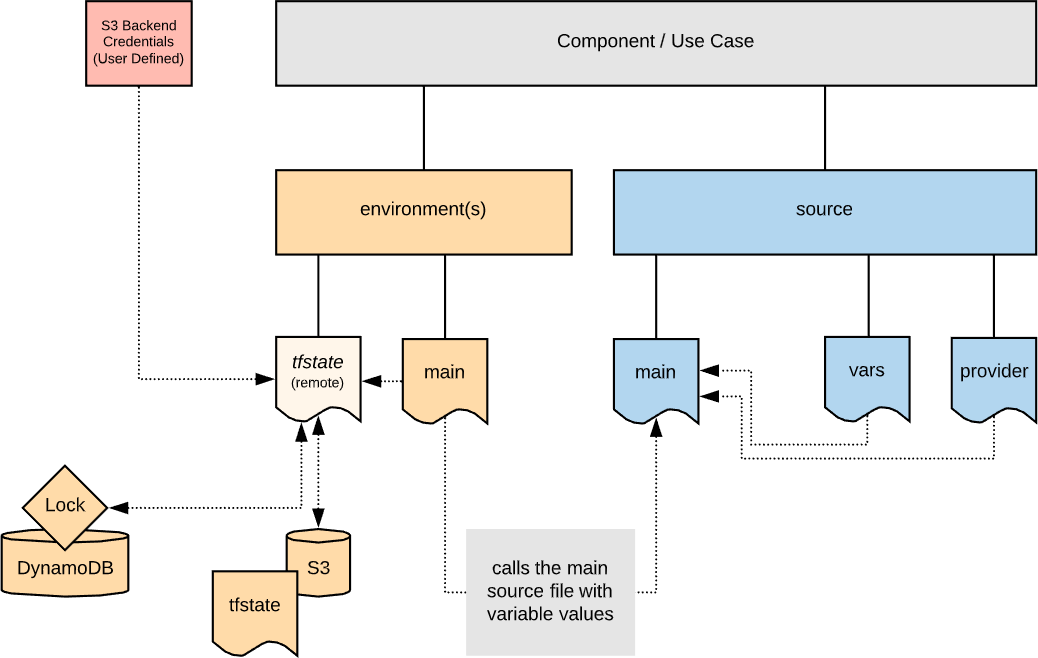 S3 Backend
Credentials
(User Defined)
Component / Use Case
environment(s)
source
tfstate
(remote)
main
main
vars
provider
Lock
DynamoDB
S3
tfstate
calls the main
source file with
variable values